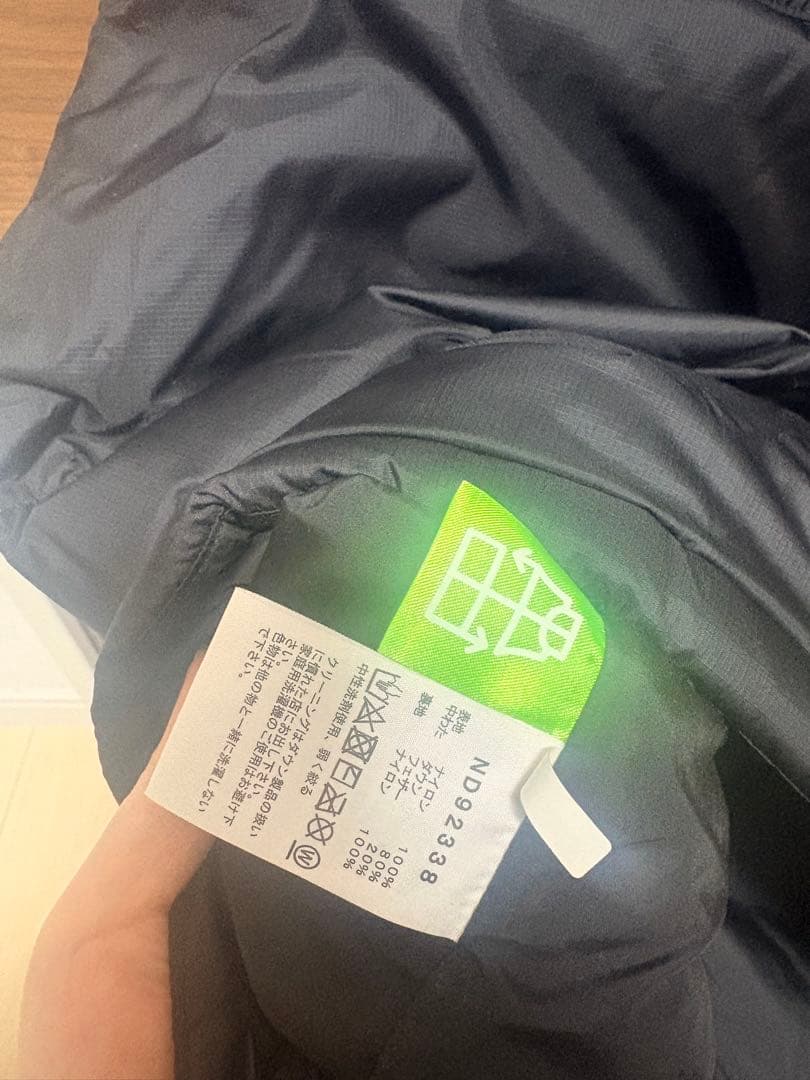 ND92338
表地 ナイロン 100%
中わた ダウン 80%
フェザー 20%
裏地 ナイロン 100%
W
中性洗剤使用、弱く絞る
クリーニングはダウン製品の扱い
に慣れた店にお出し下さい。
家庭用洗濯機のご使用はお避け下
さい。
色物は他の物と一緒に洗濯しない
で下さい。